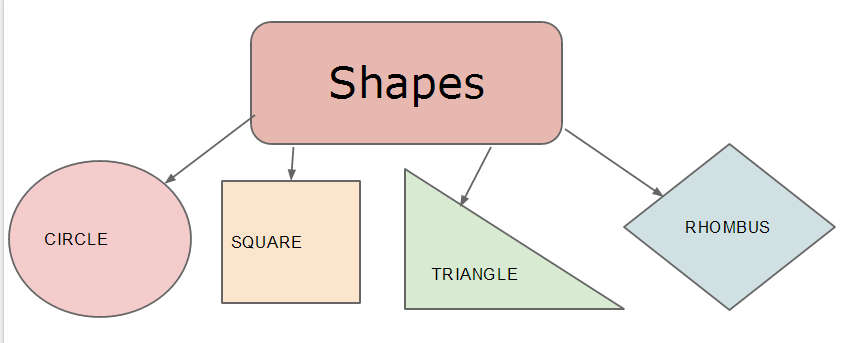 Shapes
CIRCLE
SQUARE
TRIANGLE
RHOMBUS